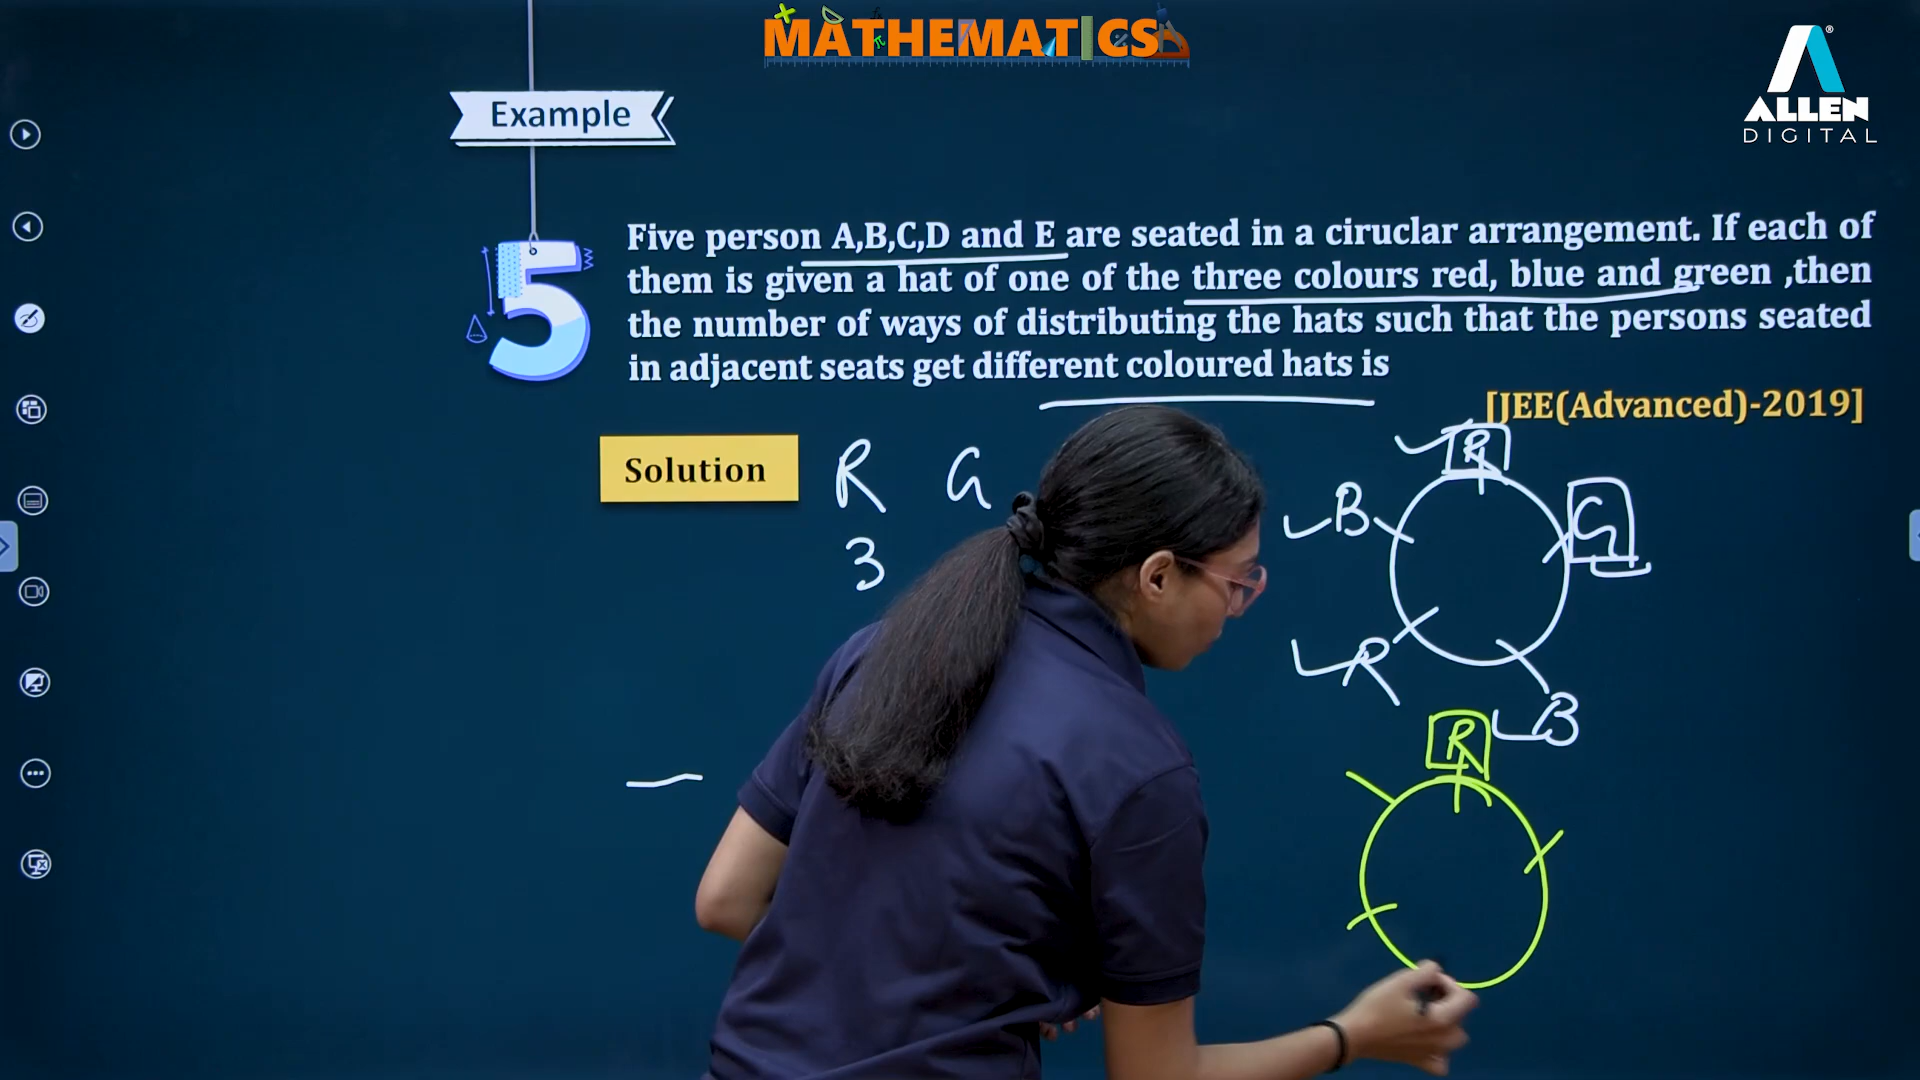 MATHEMATICS
ALLEN
DIGITAL
Example
5
Five person A,B,C,D and E are seated in a ciruclar arrangement. If each of
them is given a hat of one of the three colours red, blue and green ,then
the number of ways of distributing the hats such that the persons seated
in adjacent seats get different coloured hats is
[JEE(Advanced)-2019]
Solution
R G
3
R
B
G
R
B
R